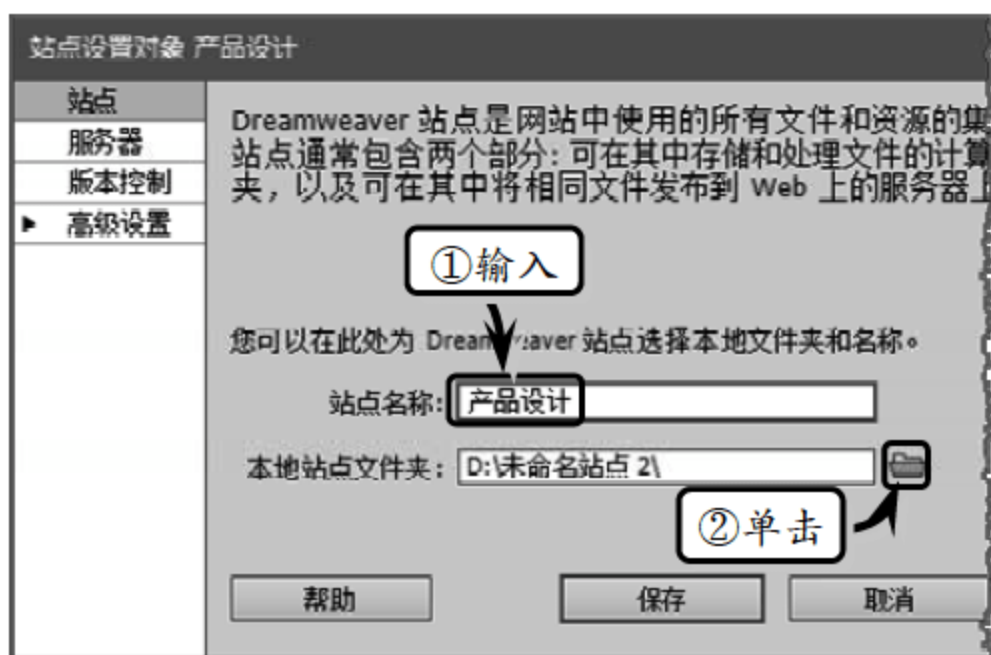 站点设置对象 产品设计
站点
服务器
版本控制
高级设置
Dreamweaver 站点是网站中使用的所有文件和资源的集
站点通常包含两个部分: 可在其中存储和处理文件的计算
夹, 以及可在其中将相同文件发布到 Web 上的服务器上
①输入
您可以在此处为 Dreamweaver 站点选择本地文件夹和名称。
站点名称: 产品设计
本地站点文件夹: D:\未命名站点 2\
②单击
帮助 保存 取消